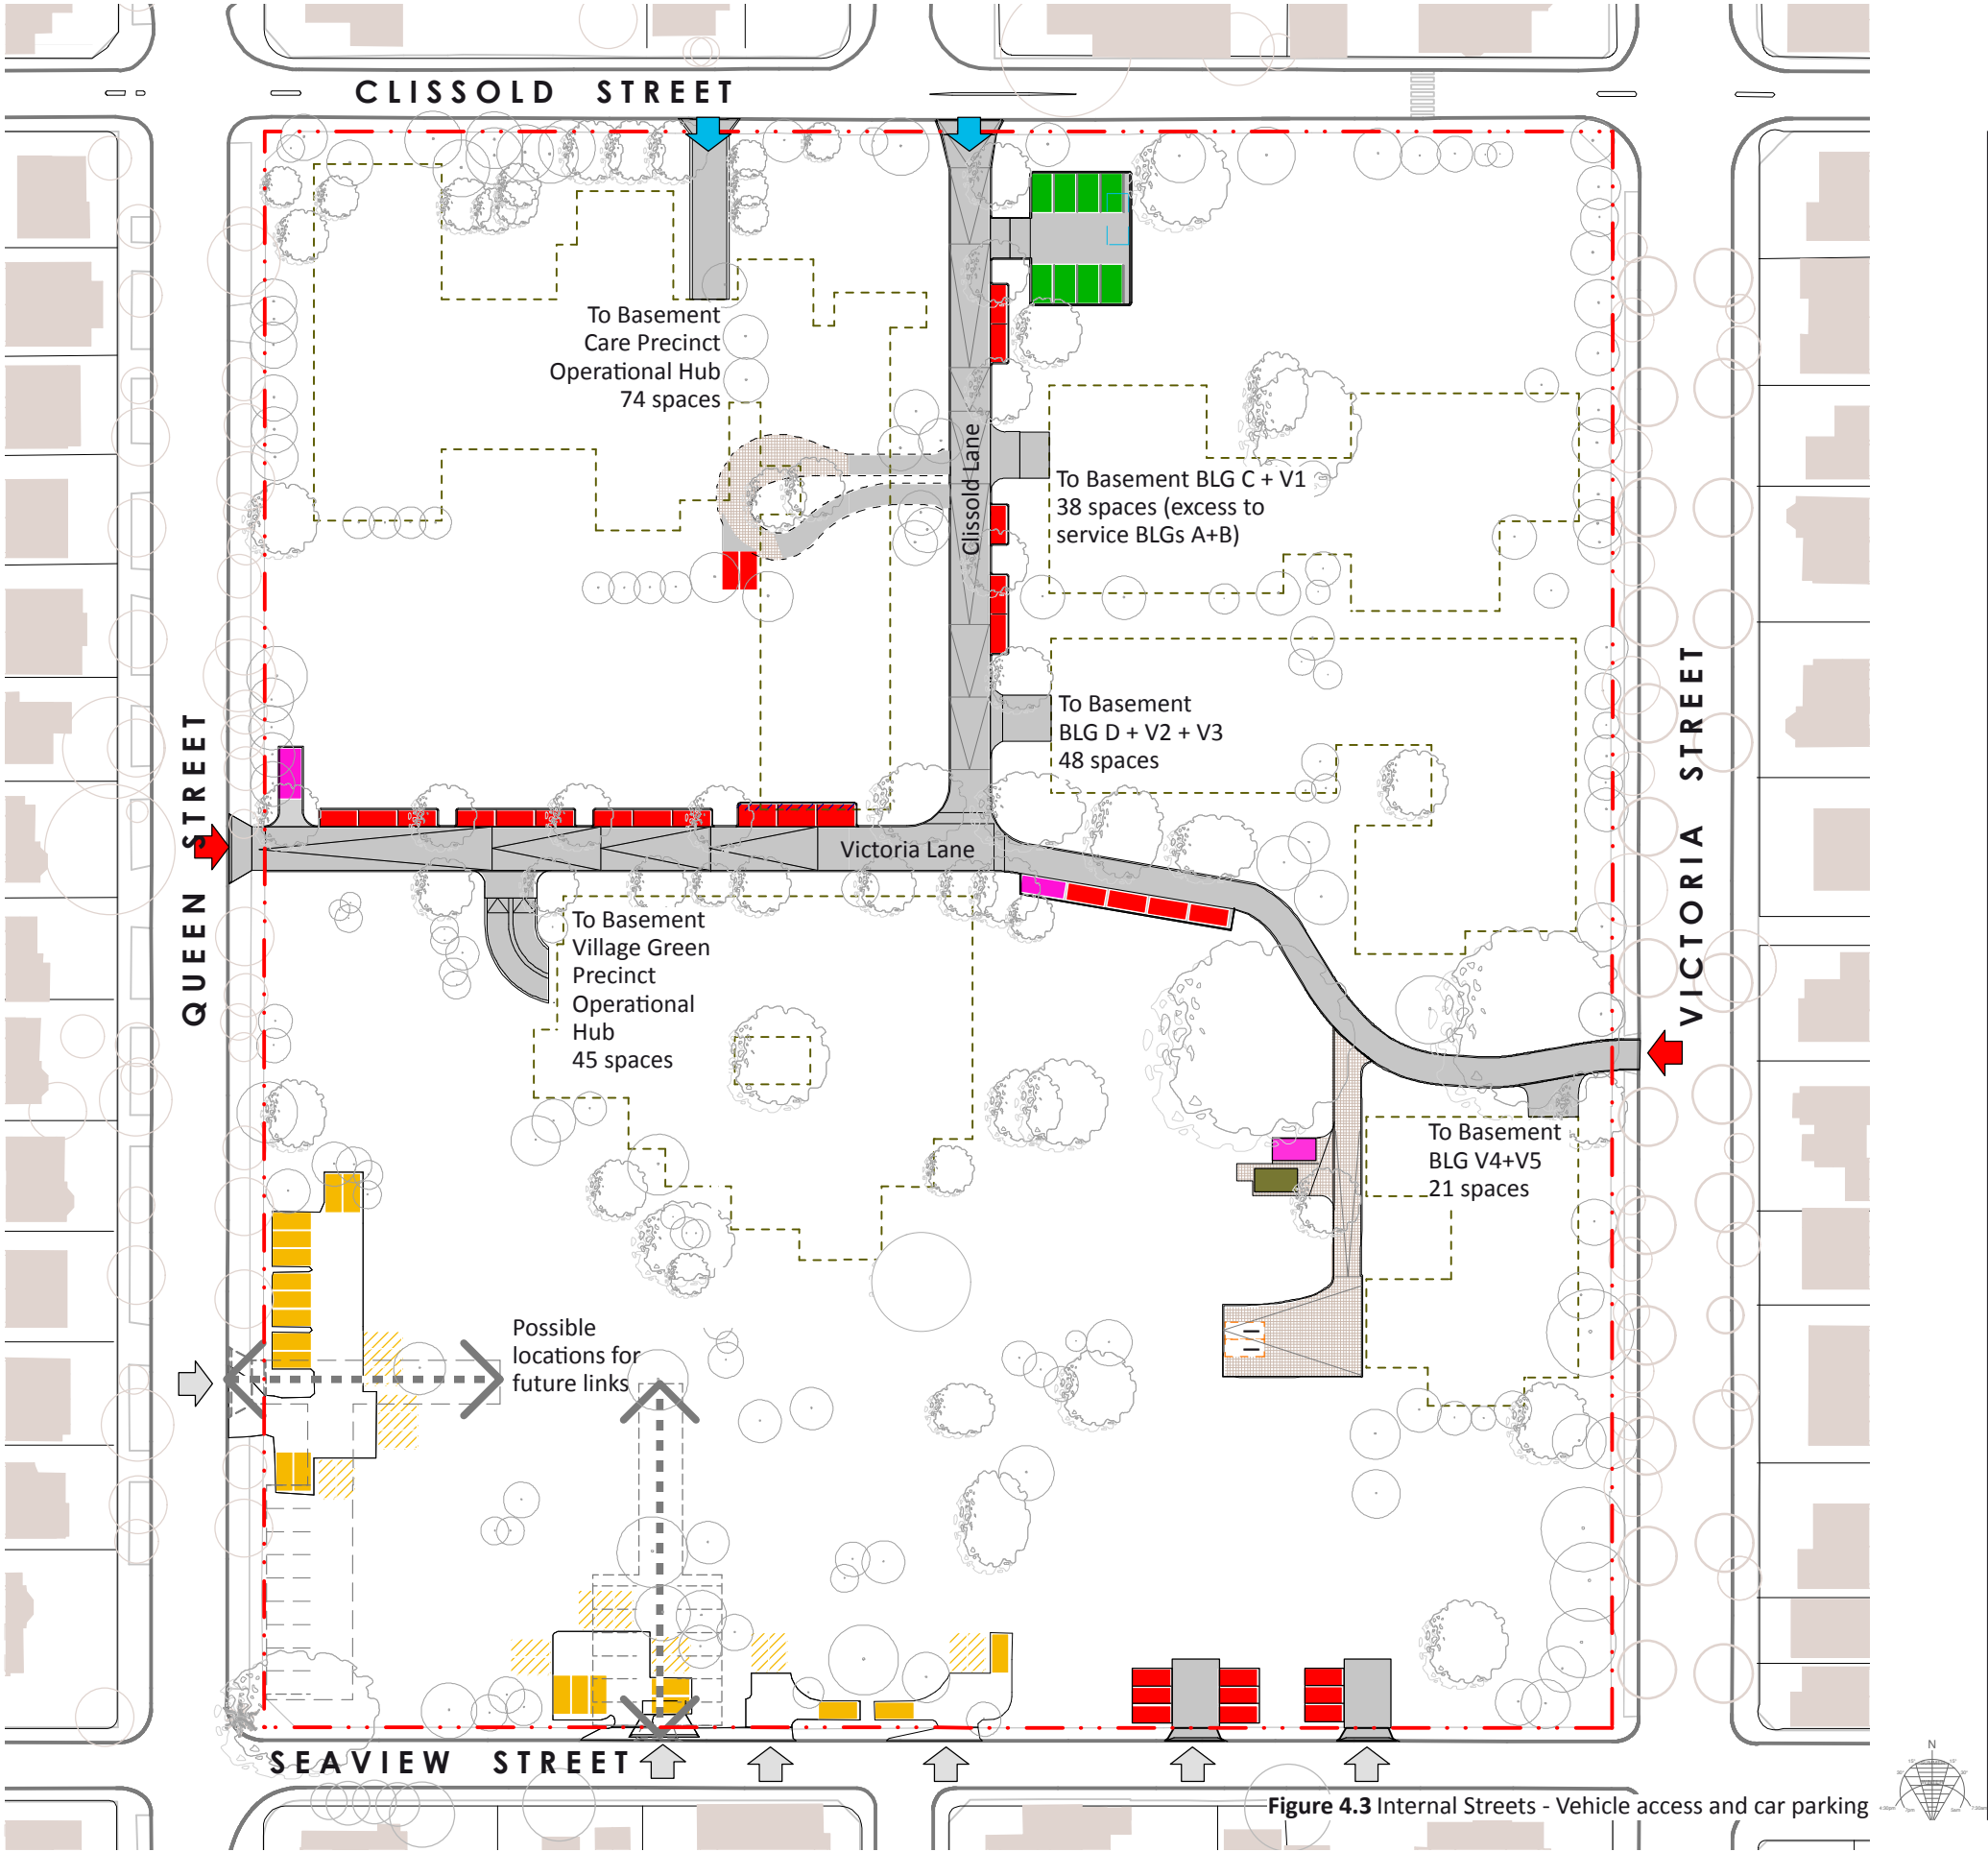 CLISSOLD STREET
To Basement
Care Precinct
Operational Hub
74 spaces
Clissold Lane
To Basement BLG C + V1
38 spaces (excess to
service BLGs A+B)
To Basement
BLG D + V2 + V3
48 spaces
QUEEN STREET
VICTORIA STREET
Victoria Lane
To Basement
Village Green
Precinct
Operational
Hub
45 spaces
To Basement
BLG V4+V5
21 spaces
Possible
locations for
future links
SEAVIEW STREET
N
Figure 4.3 Internal Streets - Vehicle access and car parking